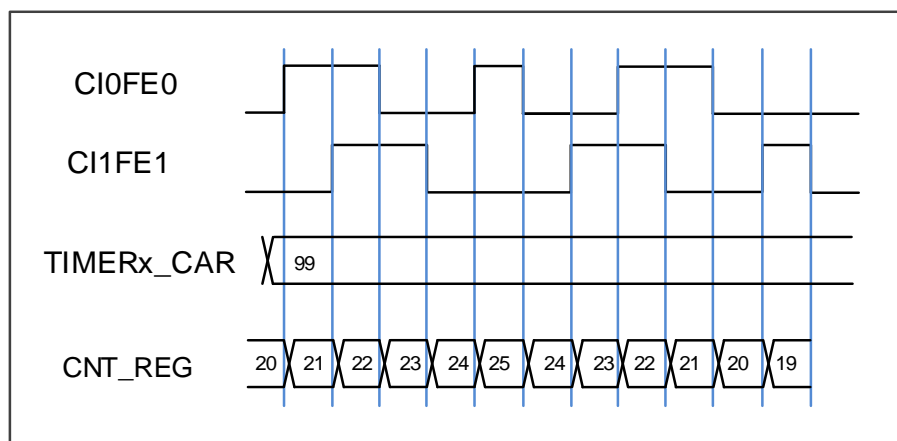 CI0FE0
CI1FE1
TIMERx_CAR 99
CNT_REG 20 21 22 23 24 25 24 23 22 21 20 19